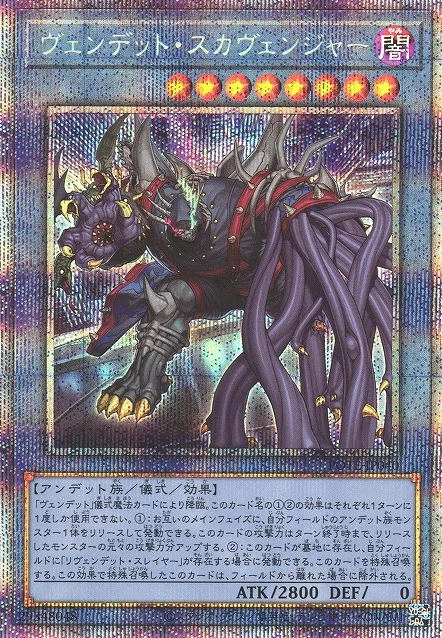 ヴェンデット・スカヴェンジャー
闇
【アンデット族／儀式／効果】
「ヴェンデット」儀式魔法カードにより降臨。このカード名の①②の効果はそれぞれ1ターンに
1度しか使用できない。①：お互いのメインフェイズに、自分フィールドのアンデット族モン
スター1体をリリースして発動できる。このカードの攻撃力はターン終了時まで、リリー
スしたモンスターの元々の攻撃力分アップする。②：このカードが墓地に存在し、自分フィー
ルドに「リヴェンデット・スレイヤー」が存在する場合に発動できる。このカードを特殊召喚
する。この効果で特殊召喚したこのカードは、フィールドから離れた場合に除外される。
ATK/2800 DEF/ 0